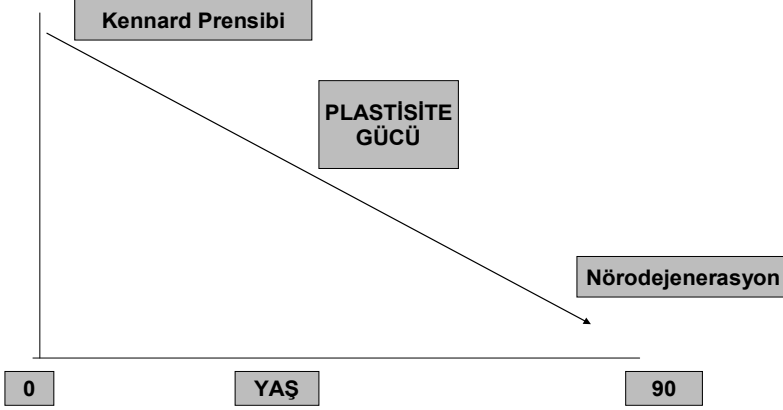 Kennard Prensibi
PLASTİSİTE
GÜCÜ
Nörodejenerasyon
0
YAŞ
90